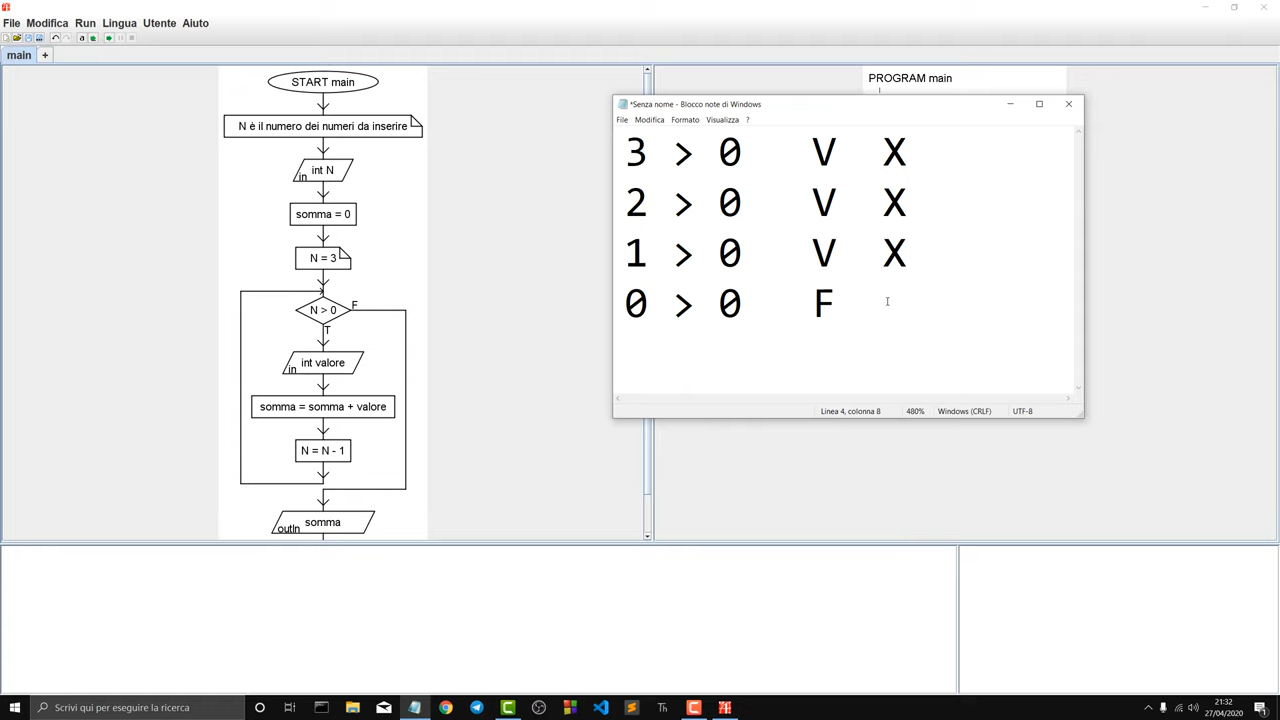 File Modifica Run Lingua Utente Aiuto
a
main +
START main
N è il numero dei numeri da inserire
int N
in
somma = 0
N = 3
N > 0
F
T
int valore
in
somma = somma + valore
N = N - 1
somma
outln
PROGRAM main
*Senza nome - Blocco note di Windows
File Modifica Formato Visualizza ?
3 > 0 V X
2 > 0 V X
1 > 0 V X
0 > 0 F
Linea 4, colonna 8 480% Windows (CRLF) UTF-8
Scrivi qui per eseguire la ricerca
Th
21:32
27/04/2020
1